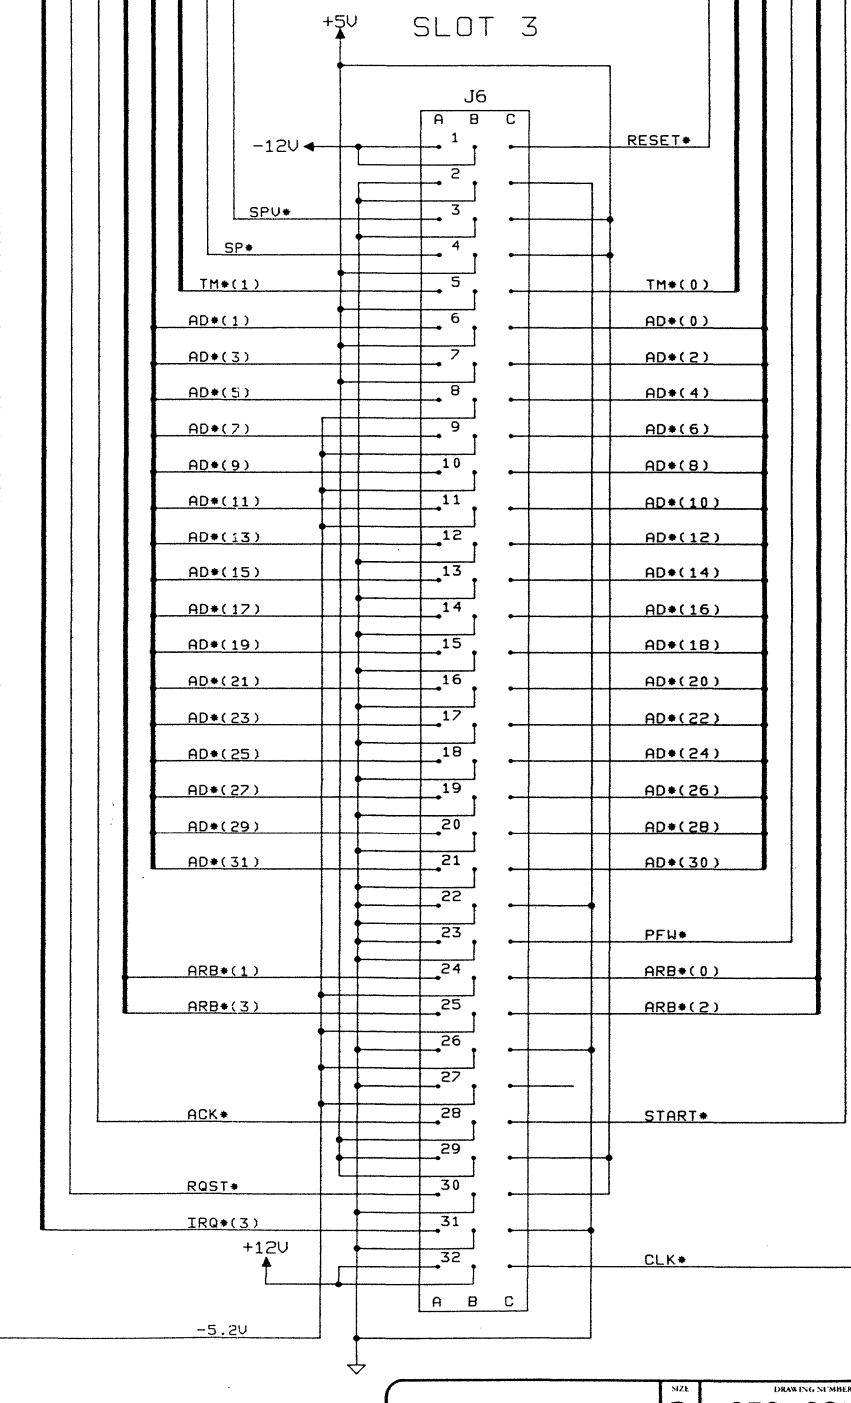 +5V SLOT 3
J6
A B C
-12V 1 RESET*
2
SPV* 3
SP* 4
TM*(1) 5 TM*(0)
AD*(1) 6 AD*(0)
AD*(3) 7 AD*(2)
AD*(5) 8 AD*(4)
AD*(7) 9 AD*(6)
AD*(9) 10 AD*(8)
AD*(11) 11 AD*(10)
AD*(13) 12 AD*(12)
AD*(15) 13 AD*(14)
AD*(17) 14 AD*(16)
AD*(19) 15 AD*(18)
AD*(21) 16 AD*(20)
AD*(23) 17 AD*(22)
AD*(25) 18 AD*(24)
AD*(27) 19 AD*(26)
AD*(29) 20 AD*(28)
AD*(31) 21 AD*(30)
22
23 PFW*
ARB*(1) 24 ARB*(0)
ARB*(3) 25 ARB*(2)
26
27
ACK* 28 START*
29
RQST* 30
IRQ*(3) 31
+12V 32 CLK*
A B C
-5.2V
SIZE DRAWING NUMBER